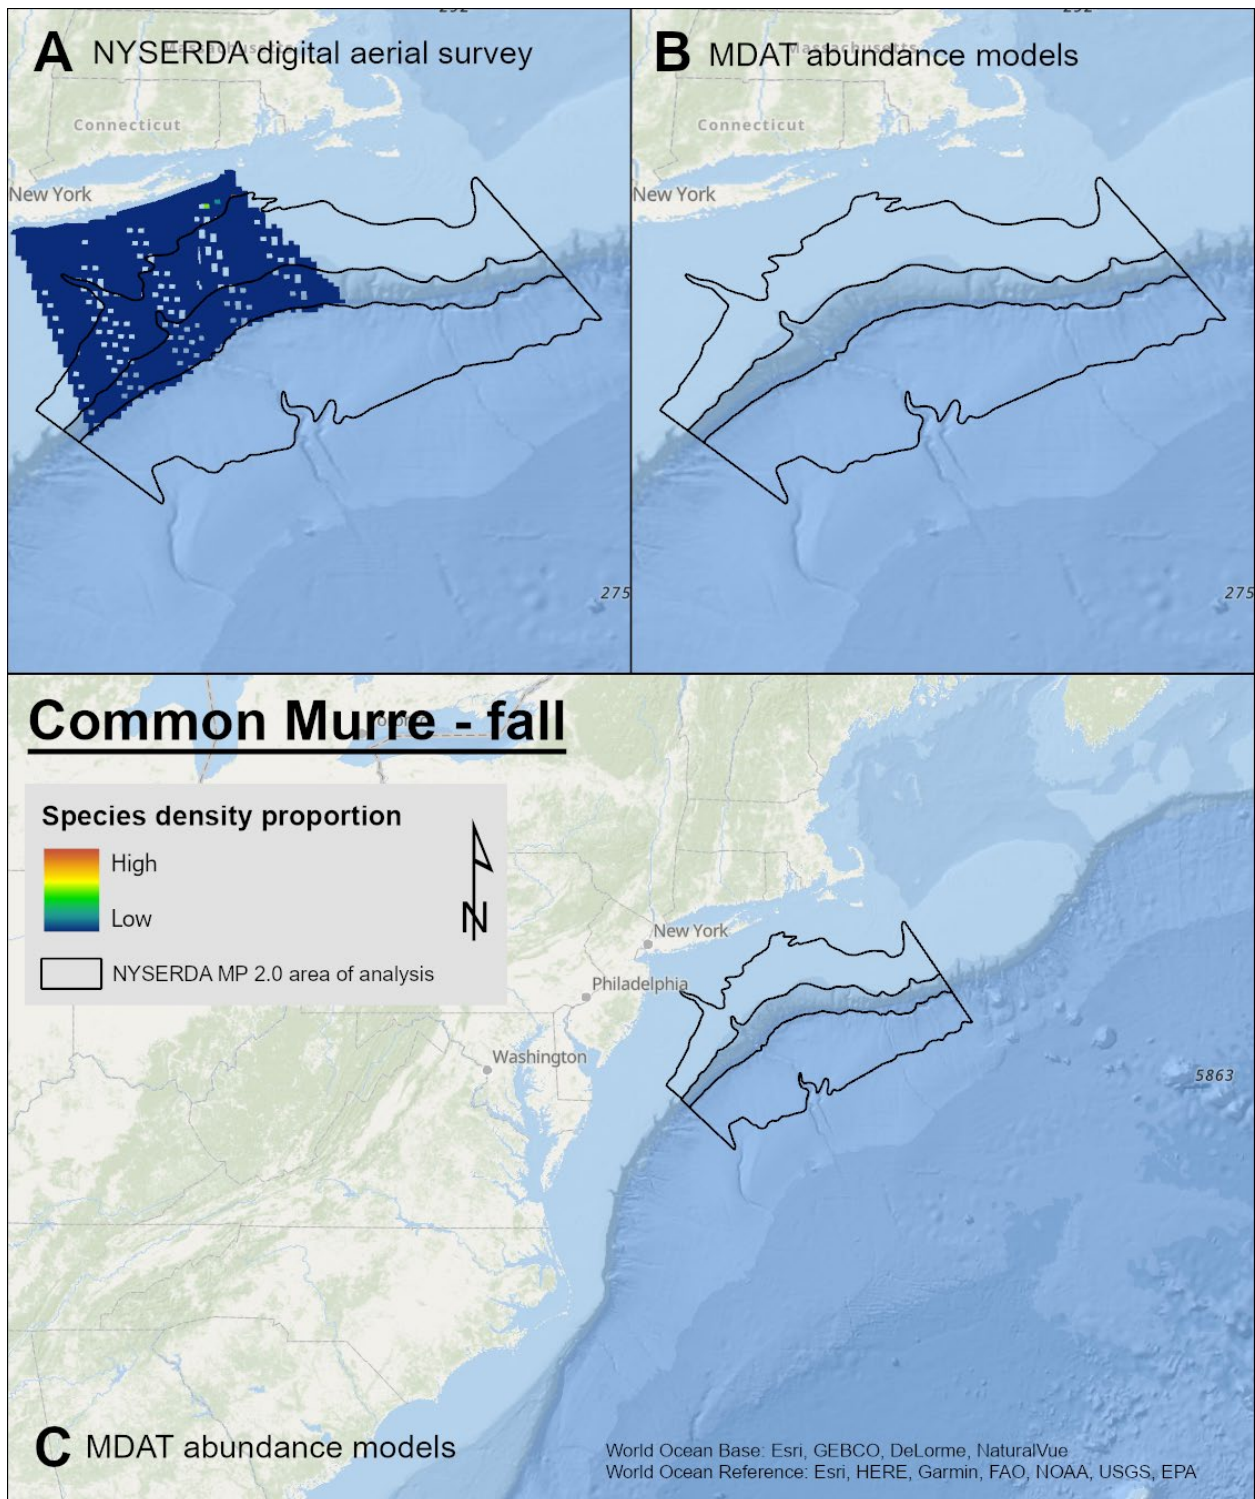 A NYSERDA digital aerial survey
Massachusetts
Connecticut
New York
275
B MDAT abundance models
Massachusetts
Connecticut
New York
275
Common Murre - fall
Species density proportion
High
Low
N
NYSERDA MP 2.0 area of analysis
New York
Philadelphia
Washington
5863
C MDAT abundance models
World Ocean Base: Esri, GEBCO, DeLorme, NaturalVue
World Ocean Reference: Esri, HERE, Garmin, FAO, NOAA, USGS, EPA